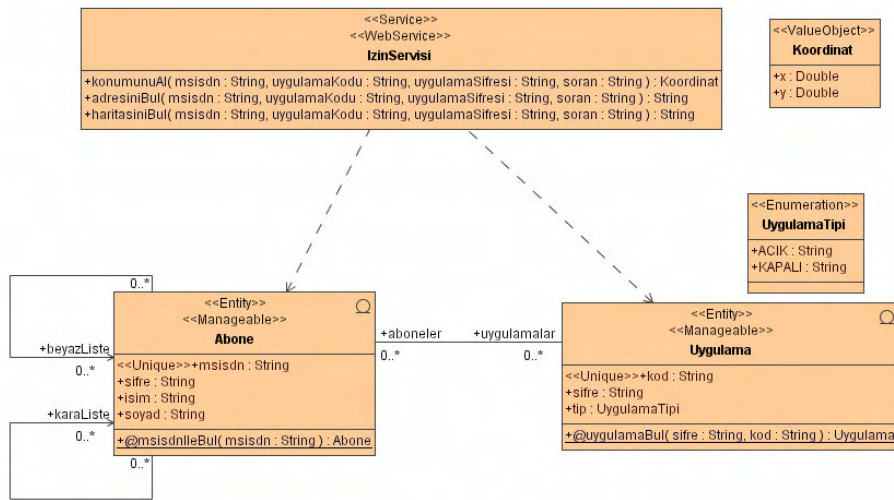 <<Service>>
<<WebService>>
IzinServisi
+konumunuAl( msisdn : String, uygulamaKodu : String, uygulamaSifresi : String, soran : String ) : Koordinat
+adresiniBul( msisdn : String, uygulamaKodu : String, uygulamaSifresi : String, soran : String ) : String
+haritasiniBul( msisdn : String, uygulamaKodu : String, uygulamaSifresi : String, soran : String ) : String
<<ValueObject>>
Koordinat
+x : Double
+y : Double
<<Enumeration>>
UygulamaTipi
+ACIK : String
+KAPALI : String
0..*
+beyazListe
0..*
+karaListe
0..*
0..*
<<Entity>>
<<Manageable>>
Abone
<<Unique>>+msisdn : String
+sifre : String
+isim : String
+soyad : String
+@msisdnIleBul( msisdn : String ) : Abone
+aboneler
0..*
+uygulamalar
0..*
<<Entity>>
<<Manageable>>
Uygulama
<<Unique>>+kod : String
+sifre : String
+tip : UygulamaTipi
+@uygulamaBul( sifre : String, kod : String ) : Uygulama